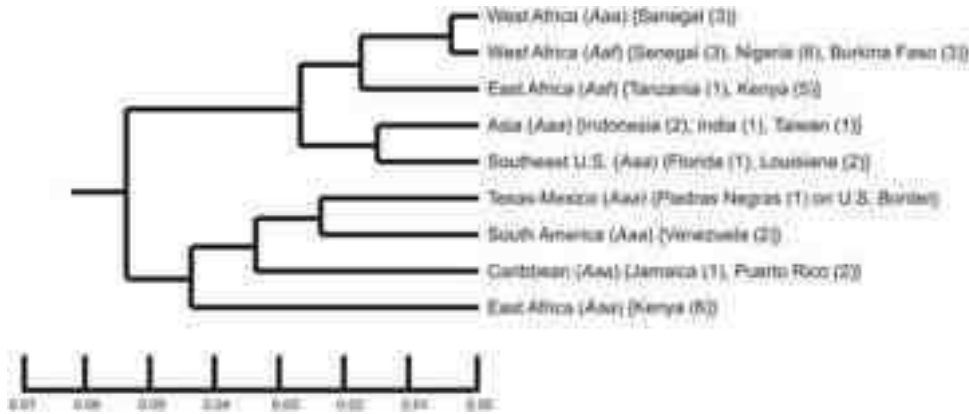 West Africa (Aaa) [Senegal (3)]
West Africa (Aaf) [Senegal (3), Nigeria (6), Burkina Faso (3)]
East Africa (Aaf) [Tanzania (1), Kenya (5)]
Asia (Aaa) [Indonesia (2), India (1), Taiwan (1)]
Southeast U.S. (Aaa) [Florida (1), Louisiana (2)]
Texas-Mexico (Aaa) [Piedras Negras (1) on U.S. Border]
South America (Aaa) [Venezuela (2)]
Caribbean (Aaa) [Jamaica (1), Puerto Rico (2)]
East Africa (Aaa) [Kenya (6)]
0.07 0.06 0.05 0.04 0.03 0.02 0.01 0.00